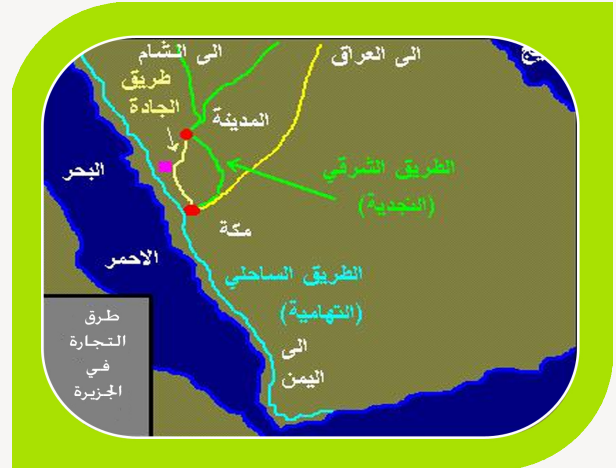 الى الشام
الى العراق
طريق
الجادة
المدينة
البحر
الطريق الشرقي
(النجدية)
مكة
الاحمر
الطريق الساحلي
(التهامية)
الى
اليمن
طرق
التجارة
في
الجزيرة